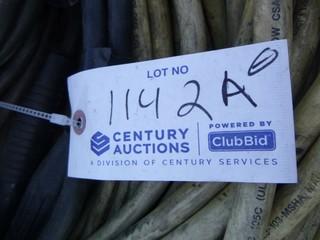 LOT NO
1142A
CENTURY
AUCTIONS
POWERED BY
ClubBid
A DIVISION OF CENTURY SERVICES